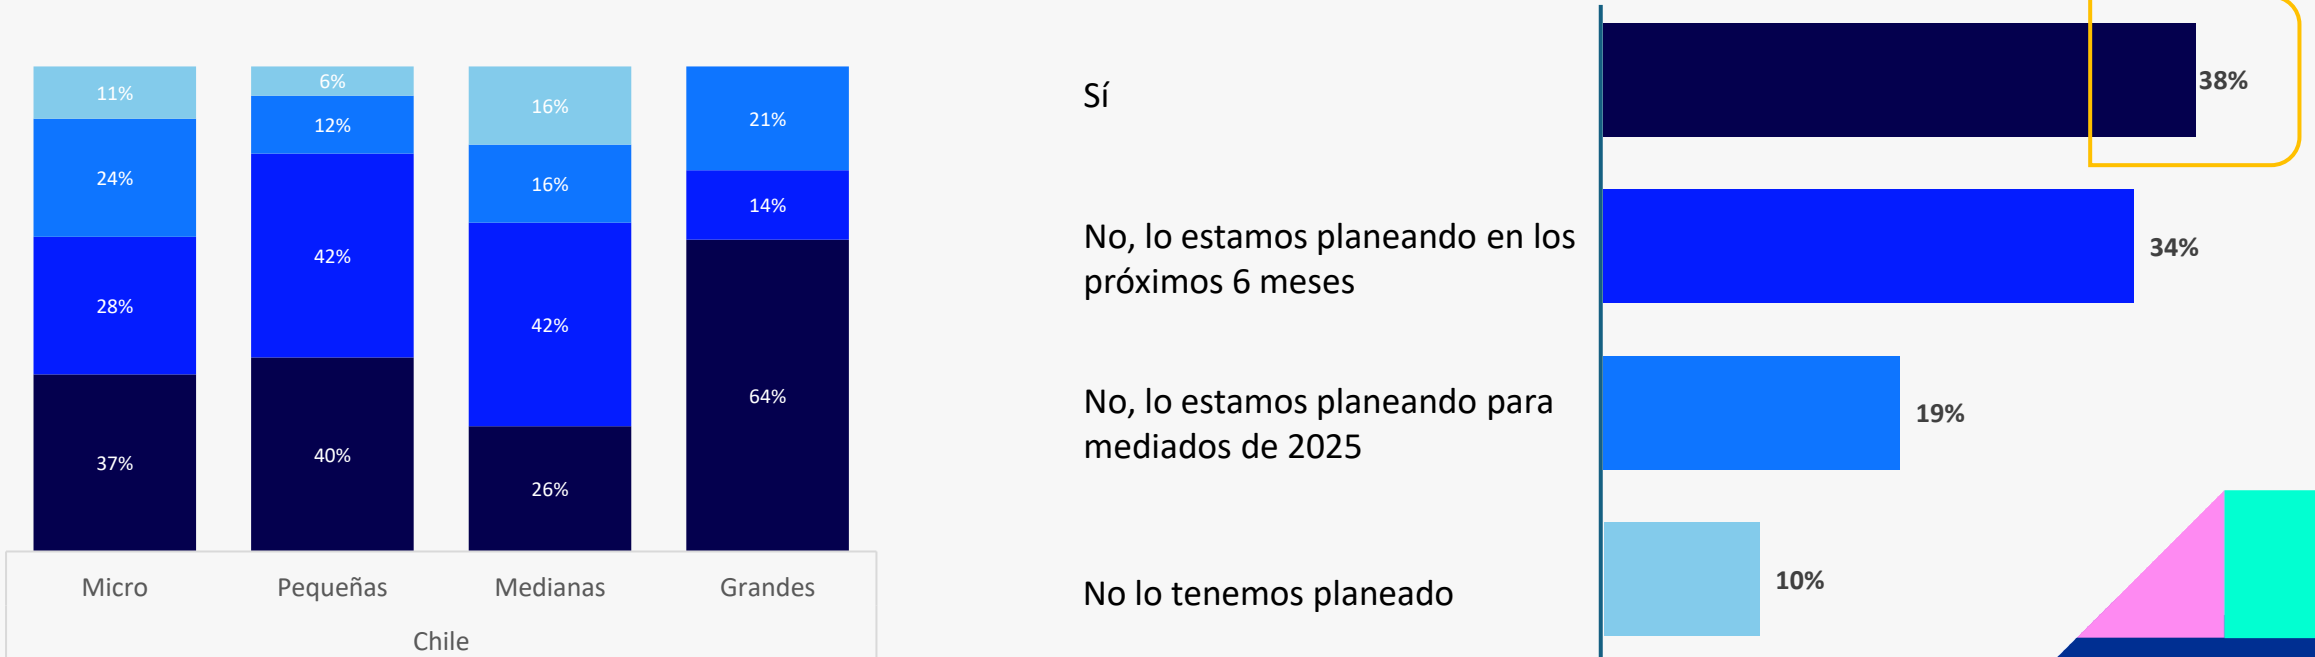 11%
6%
16%
21%
24%
12%
16%
14%
28%
42%
42%
64%
37%
40%
26%
Micro
Pequeñas
Medianas
Grandes
Chile
Sí
38%
No, lo estamos planeando en los
próximos 6 meses
34%
No, lo estamos planeando para
mediados de 2025
19%
No lo tenemos planeado
10%